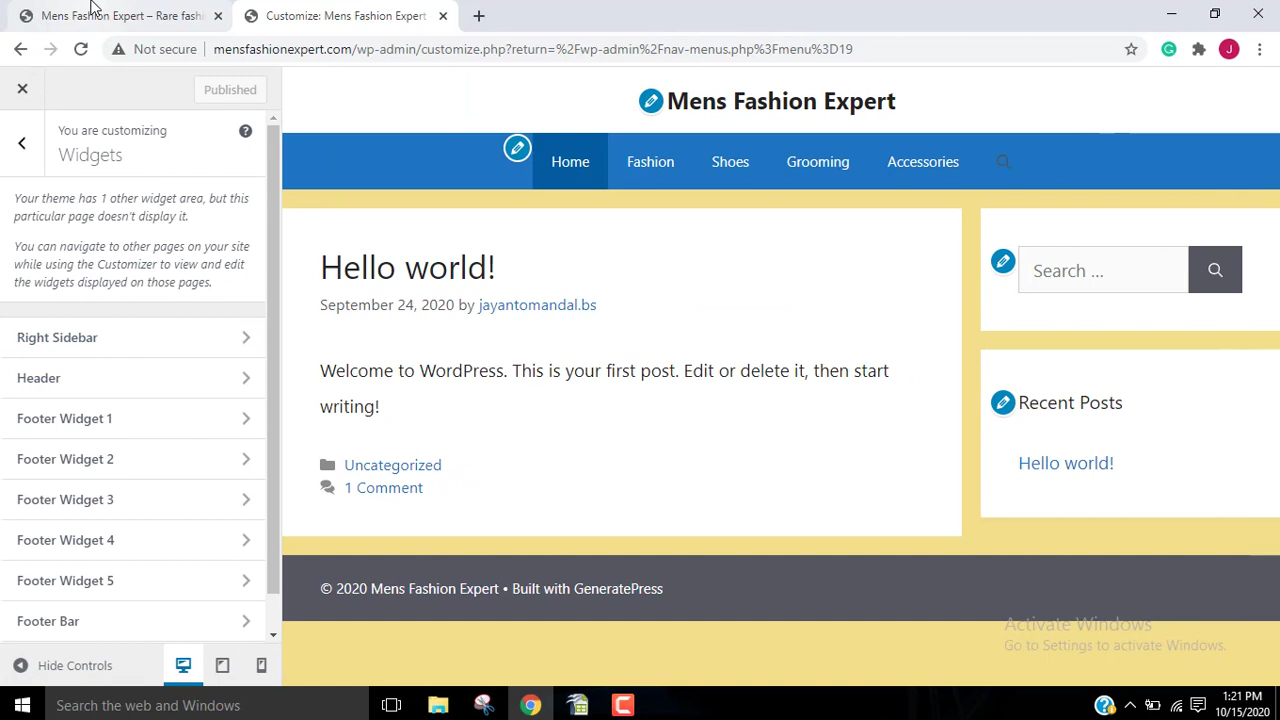 Mens Fashion Expert – Rare fashi
Customize: Mens Fashion Expert
Not secure
mensfashionexpert.com/wp-admin/customize.php?return=%2Fwp-admin%2Fnav-menus.php%3Fmenu%3D19
J
Published
You are customizing
Widgets
Your theme has 1 other widget area, but this
particular page doesn't display it.
You can navigate to other pages on your site
while using the Customizer to view and edit
the widgets displayed on those pages.
Right Sidebar
Header
Footer Widget 1
Footer Widget 2
Footer Widget 3
Footer Widget 4
Footer Widget 5
Footer Bar
Hide Controls
Mens Fashion Expert
Home Fashion Shoes Grooming Accessories
Hello world!
September 24, 2020 by jayantomandal.bs
Welcome to WordPress. This is your first post. Edit or delete it, then start
writing!
Uncategorized
1 Comment
Search …
Recent Posts
Hello world!
© 2020 Mens Fashion Expert • Built with GeneratePress
Activate Windows
Go to Settings to activate Windows.
Search the web and Windows
1:21 PM
10/15/2020